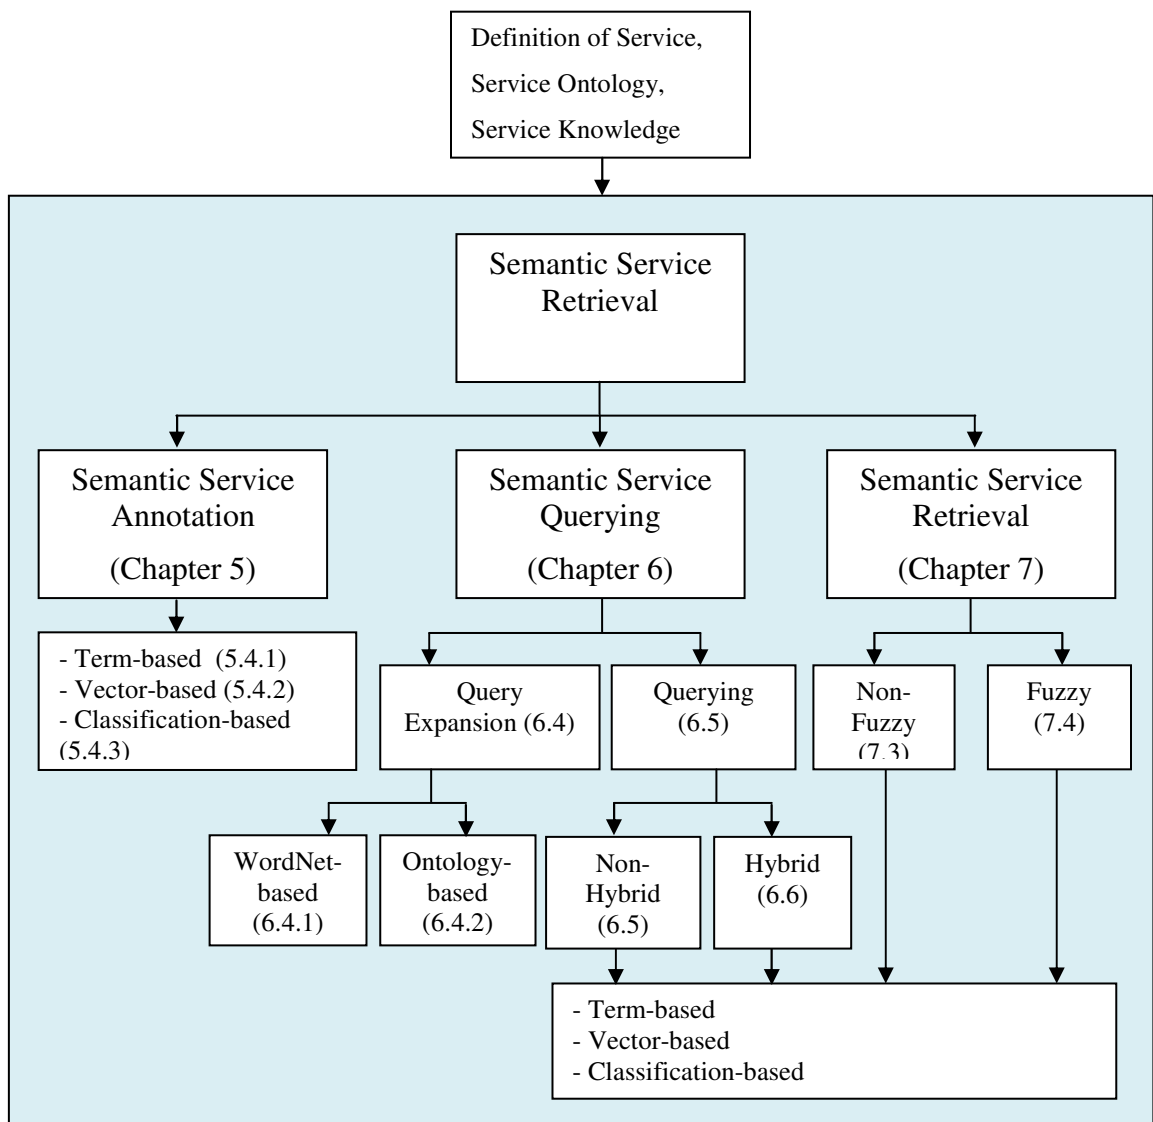 Definition of Service,
Service Ontology,
Service Knowledge
Semantic Service
Retrieval
Semantic Service
Annotation
(Chapter 5)
Semantic Service
Querying
(Chapter 6)
Semantic Service
Retrieval
(Chapter 7)
- Term-based (5.4.1)
- Vector-based (5.4.2)
- Classification-based
(5.4.3)
Query
Expansion (6.4)
Querying
(6.5)
Non-
Fuzzy
(7.3)
Fuzzy
(7.4)
WordNet-
based
(6.4.1)
Ontology-
based
(6.4.2)
Non-
Hybrid
(6.5)
Hybrid
(6.6)
- Term-based
- Vector-based
- Classification-based